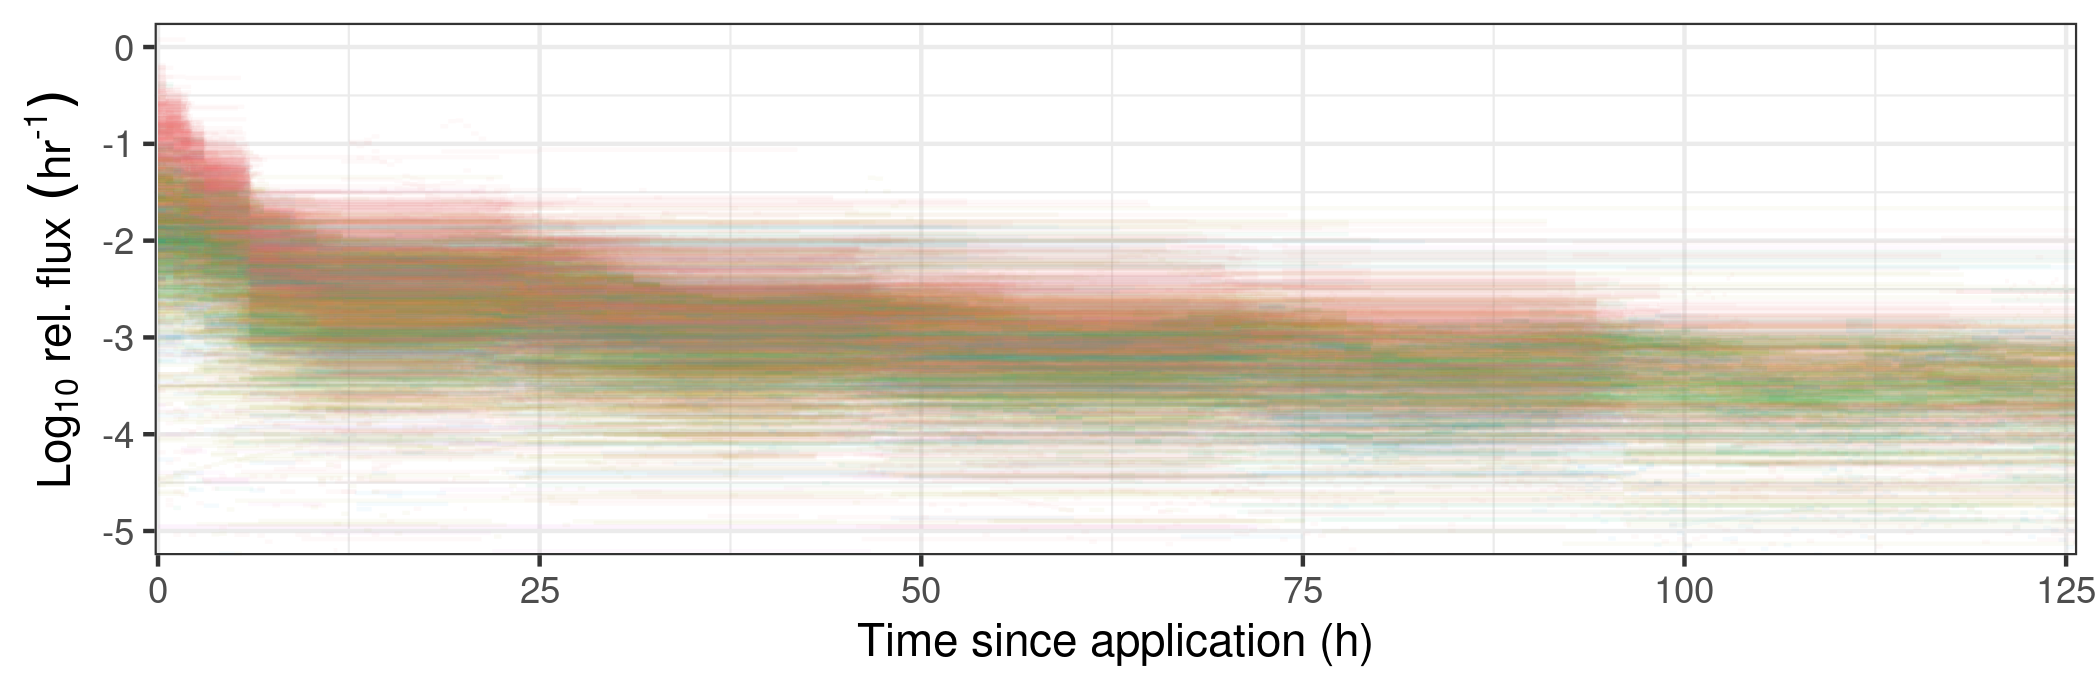 Log₁₀ rel. flux (hr⁻¹)
0
-1
-2
-3
-4
-5
0 25 50 75 100 125
Time since application (h)